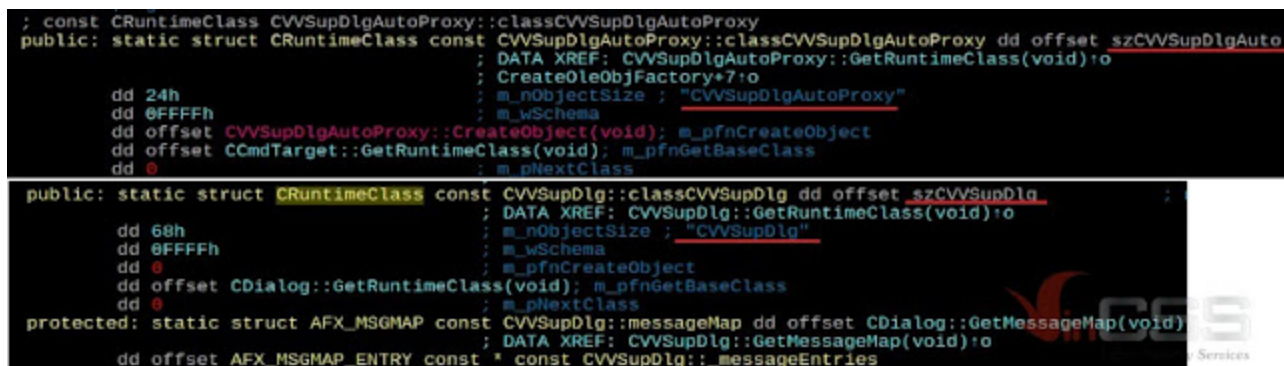 ; const CRuntimeClass CVVSupDlgAutoProxy::classCVVSupDlgAutoProxy
public: static struct CRuntimeClass const CVVSupDlgAutoProxy::classCVVSupDlgAutoProxy dd offset szCVVSupDlgAuto
; DATA XREF: CVVSupDlgAutoProxy::GetRuntimeClass(void)↑o
; CreateOleObjFactory+7↑o
dd 24h ; m_nObjectSize ; "CVVSupDlgAutoProxy"
dd 0FFFFh ; m_wSchema
dd offset CVVSupDlgAutoProxy::CreateObject(void); m_pfnCreateObject
dd offset CCmdTarget::GetRuntimeClass(void); m_pfnGetBaseClass
dd 0 ; m_pNextClass
public: static struct CRuntimeClass const CVVSupDlg::classCVVSupDlg dd offset szCVVSupDlg ;
; DATA XREF: CVVSupDlg::GetRuntimeClass(void)↑o
dd 68h ; m_nObjectSize ; "CVVSupDlg"
dd 0FFFFh ; m_wSchema
dd 0 ; m_pfnCreateObject
dd offset CDialog::GetRuntimeClass(void); m_pfnGetBaseClass
dd 0 ; m_pNextClass
protected: static struct AFX_MSGMAP const CVVSupDlg::messageMap dd offset CDialog::GetMessageMap(void)
; DATA XREF: CVVSupDlg::GetMessageMap(void)↑o
dd offset AFX_MSGMAP_ENTRY const * const CVVSupDlg::_messageEntries
VinCSS
Services